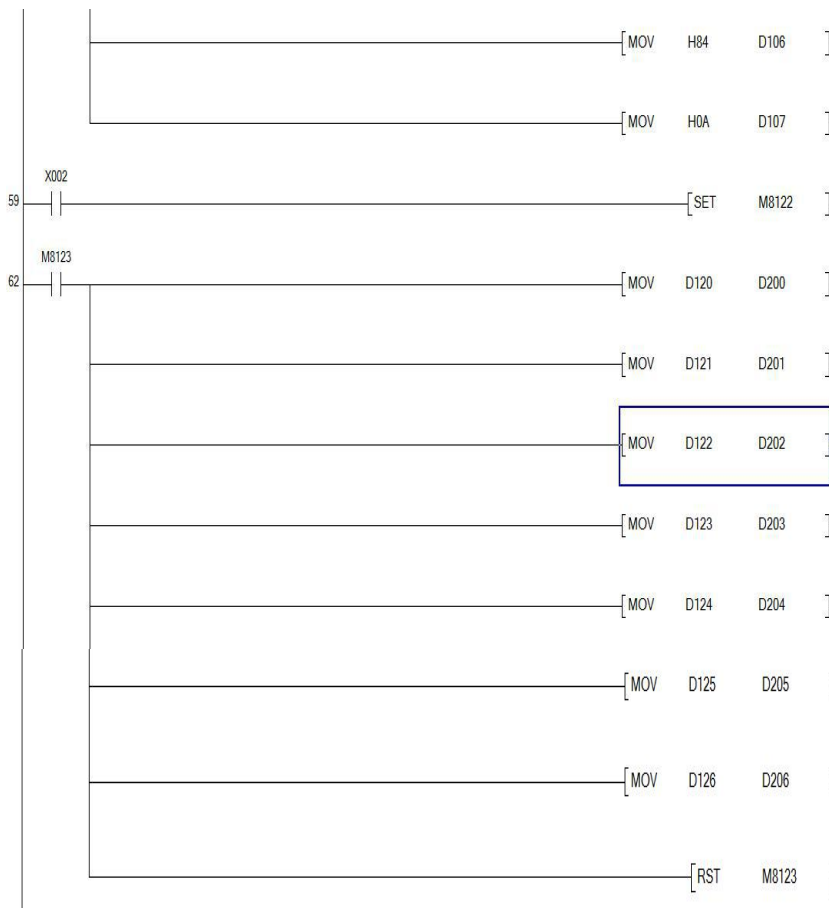 MOV H84 D106
MOV H0A D107
X002
59 SET M8122
M8123
62 MOV D120 D200
MOV D121 D201
MOV D122 D202
MOV D123 D203
MOV D124 D204
MOV D125 D205
MOV D126 D206
RST M8123